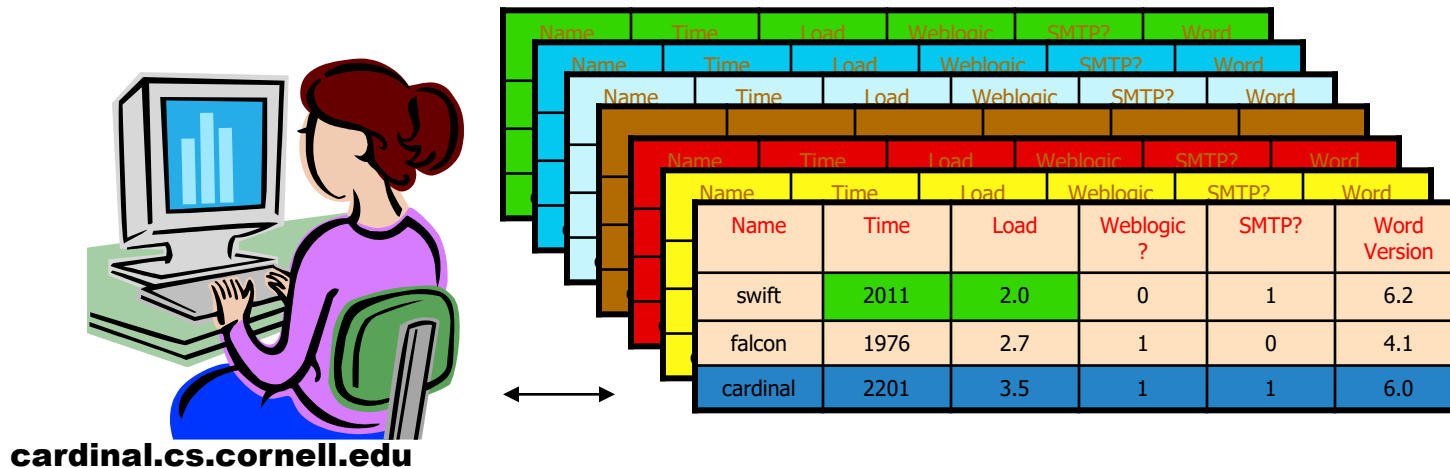 Name Time Load Weblogic SMTP? Word
Name Time Load Weblogic SMTP? Word
Name Time Load Weblogic SMTP? Word
Name Time Load Weblogic SMTP? Word
Name Time Load Weblogic SMTP? Word
Name Time Load Weblogic SMTP? Word
? Version
swift 2011 2.0 0 1 6.2
falcon 1976 2.7 1 0 4.1
cardinal 2201 3.5 1 1 6.0
cardinal.cs.cornell.edu